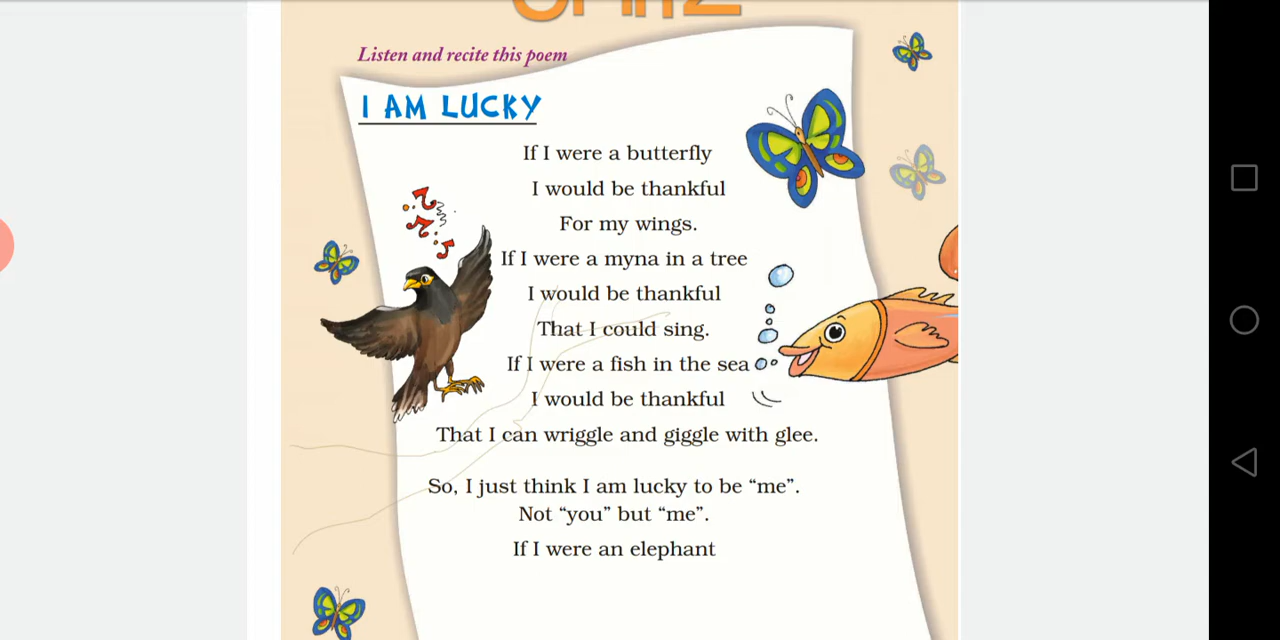 Listen and recite this poem
I AM LUCKY
If I were a butterfly
I would be thankful
For my wings.
If I were a myna in a tree
I would be thankful
That I could sing.
If I were a fish in the sea
I would be thankful
That I can wriggle and giggle with glee.
So, I just think I am lucky to be “me”.
Not “you” but “me”.
If I were an elephant